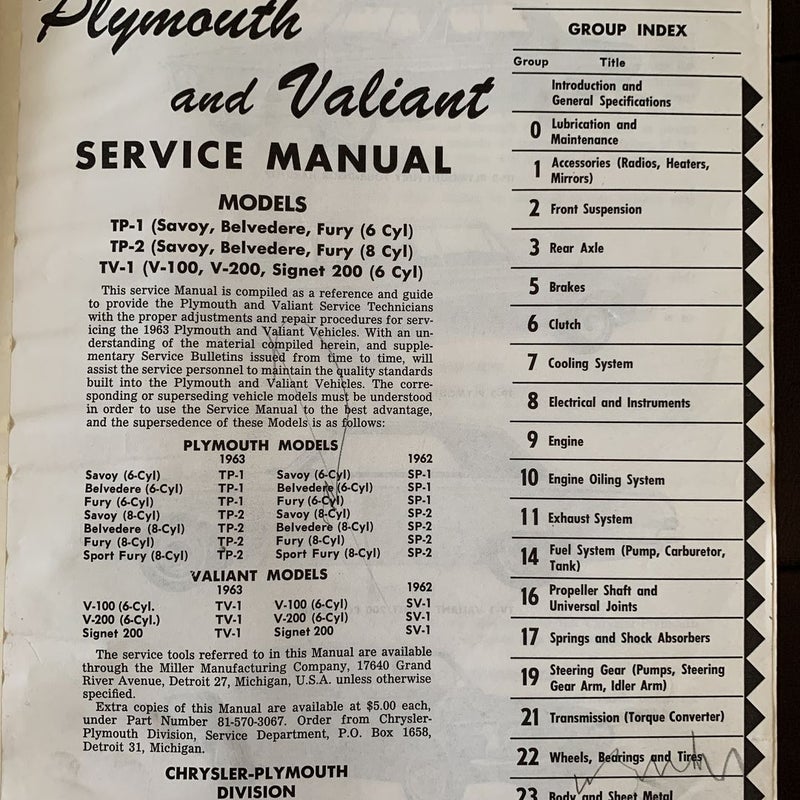 Plymouth
and Valiant
SERVICE MANUAL
MODELS
TP-1 (Savoy, Belvedere, Fury (6 Cyl)
TP-2 (Savoy, Belvedere, Fury (8 Cyl)
TV-1 (V-100, V-200, Signet 200 (6 Cyl)
This service Manual is compiled as a reference and guide
to provide the Plymouth and Valiant Service Technicians
with the proper adjustments and repair procedures for serv-
icing the 1963 Plymouth and Valiant Vehicles. With an un-
derstanding of the material compiled herein, and supple-
mentary Service Bulletins issued from time to time, will
assist the service personnel to maintain the quality standards
built into the Plymouth and Valiant Vehicles. The corre-
sponding or superseding vehicle models must be understood
in order to use the Service Manual to the best advantage,
and the supersedence of these Models is as follows:
PLYMOUTH MODELS
1963 1962
Savoy (6-Cyl) TP-1 Savoy (6-Cyl) SP-1
Belvedere (6-Cyl) TP-1 Belvedere (6-Cyl) SP-1
Fury (6-Cyl) TP-1 Fury (6-Cyl) SP-1
Savoy (8-Cyl) TP-2 Savoy (8-Cyl) SP-2
Belvedere (8-Cyl) TP-2 Belvedere (8-Cyl) SP-2
Fury (8-Cyl) TP-2 Fury (8-Cyl) SP-2
Sport Fury (8-Cyl) TP-2 Sport Fury (8-Cyl) SP-2
VALIANT MODELS
1963 1962
V-100 (6-Cyl. TV-1 V-100 (6-Cyl) SV-1
V-200 (6-Cyl.) TV-1 V-200 (6-Cyl) SV-1
Signet 200 TV-1 Signet 200 SV-1
The service tools referred to in this Manual are available
through the Miller Manufacturing Company, 17640 Grand
River Avenue, Detroit 27, Michigan, U.S.A. unless otherwise
specified.
Extra copies of this Manual are available at $5.00 each,
under Part Number 81-570-3067. Order from Chrysler-
Plymouth Division, Service Department, P.O. Box 1658,
Detroit 31, Michigan.
CHRYSLER-PLYMOUTH
DIVISION
GROUP INDEX
Group Title
Introduction and
General Specifications
0 Lubrication and
Maintenance
1 Accessories (Radios, Heaters,
Mirrors)
2 Front Suspension
3 Rear Axle
5 Brakes
6 Clutch
7 Cooling System
8 Electrical and Instruments
9 Engine
10 Engine Oiling System
11 Exhaust System
14 Fuel System (Pump, Carburetor,
Tank)
16 Propeller Shaft and
Universal Joints
17 Springs and Shock Absorbers
19 Steering Gear (Pumps, Steering
Gear Arm, Idler Arm)
21 Transmission (Torque Converter)
22 Wheels, Bearings and Tires
23 Body and Sheet Metal